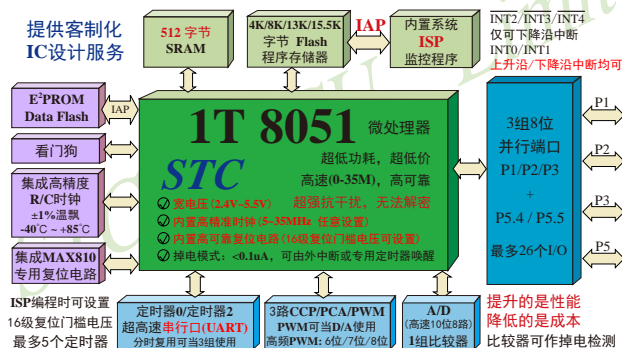 提供客制化
IC设计服务
512 字节
SRAM
4K/8K/13K/15.5K
字节 Flash
程序存储器
IAP
内置系统
ISP
监控程序
INT2/INT3/INT4
仅可下降沿中断
INT0/INT1
上升沿/下降沿中断均可
E²PROM
Data Flash
IAP
看门狗
集成高精度
R/C时钟
±1%温飘
-40℃～+85℃
集成MAX810
专用复位电路
1T 8051 微处理器
STC
超低功耗，超低价
高速(0-35M)，高可靠
宽电压(2.4V~5.5V) 超强抗干扰，无法解密
内置高精准时钟(5~35MHz 任意设置)
内置高可靠复位电路(16级复位门槛电压可设置)
掉电模式：<0.1uA，可由外中断或专用定时器唤醒
3组8位
并行端口
P1/P2/P3
+
P5.4 / P5.5
最多26个I/O
P1
P2
P3
P5
ISP编程时可设置
16级复位门槛电压
最多5个定时器
定时器0/定时器2
超高速串行口(UART)
分时复用可当3组使用
3路CCP/PCA/PWM
PWM可当D/A使用
高频PWM: 6位/7位/8位
A/D
(高速10位8路)
1组比较器
提升的是性能
降低的是成本
比较器可作掉电检测